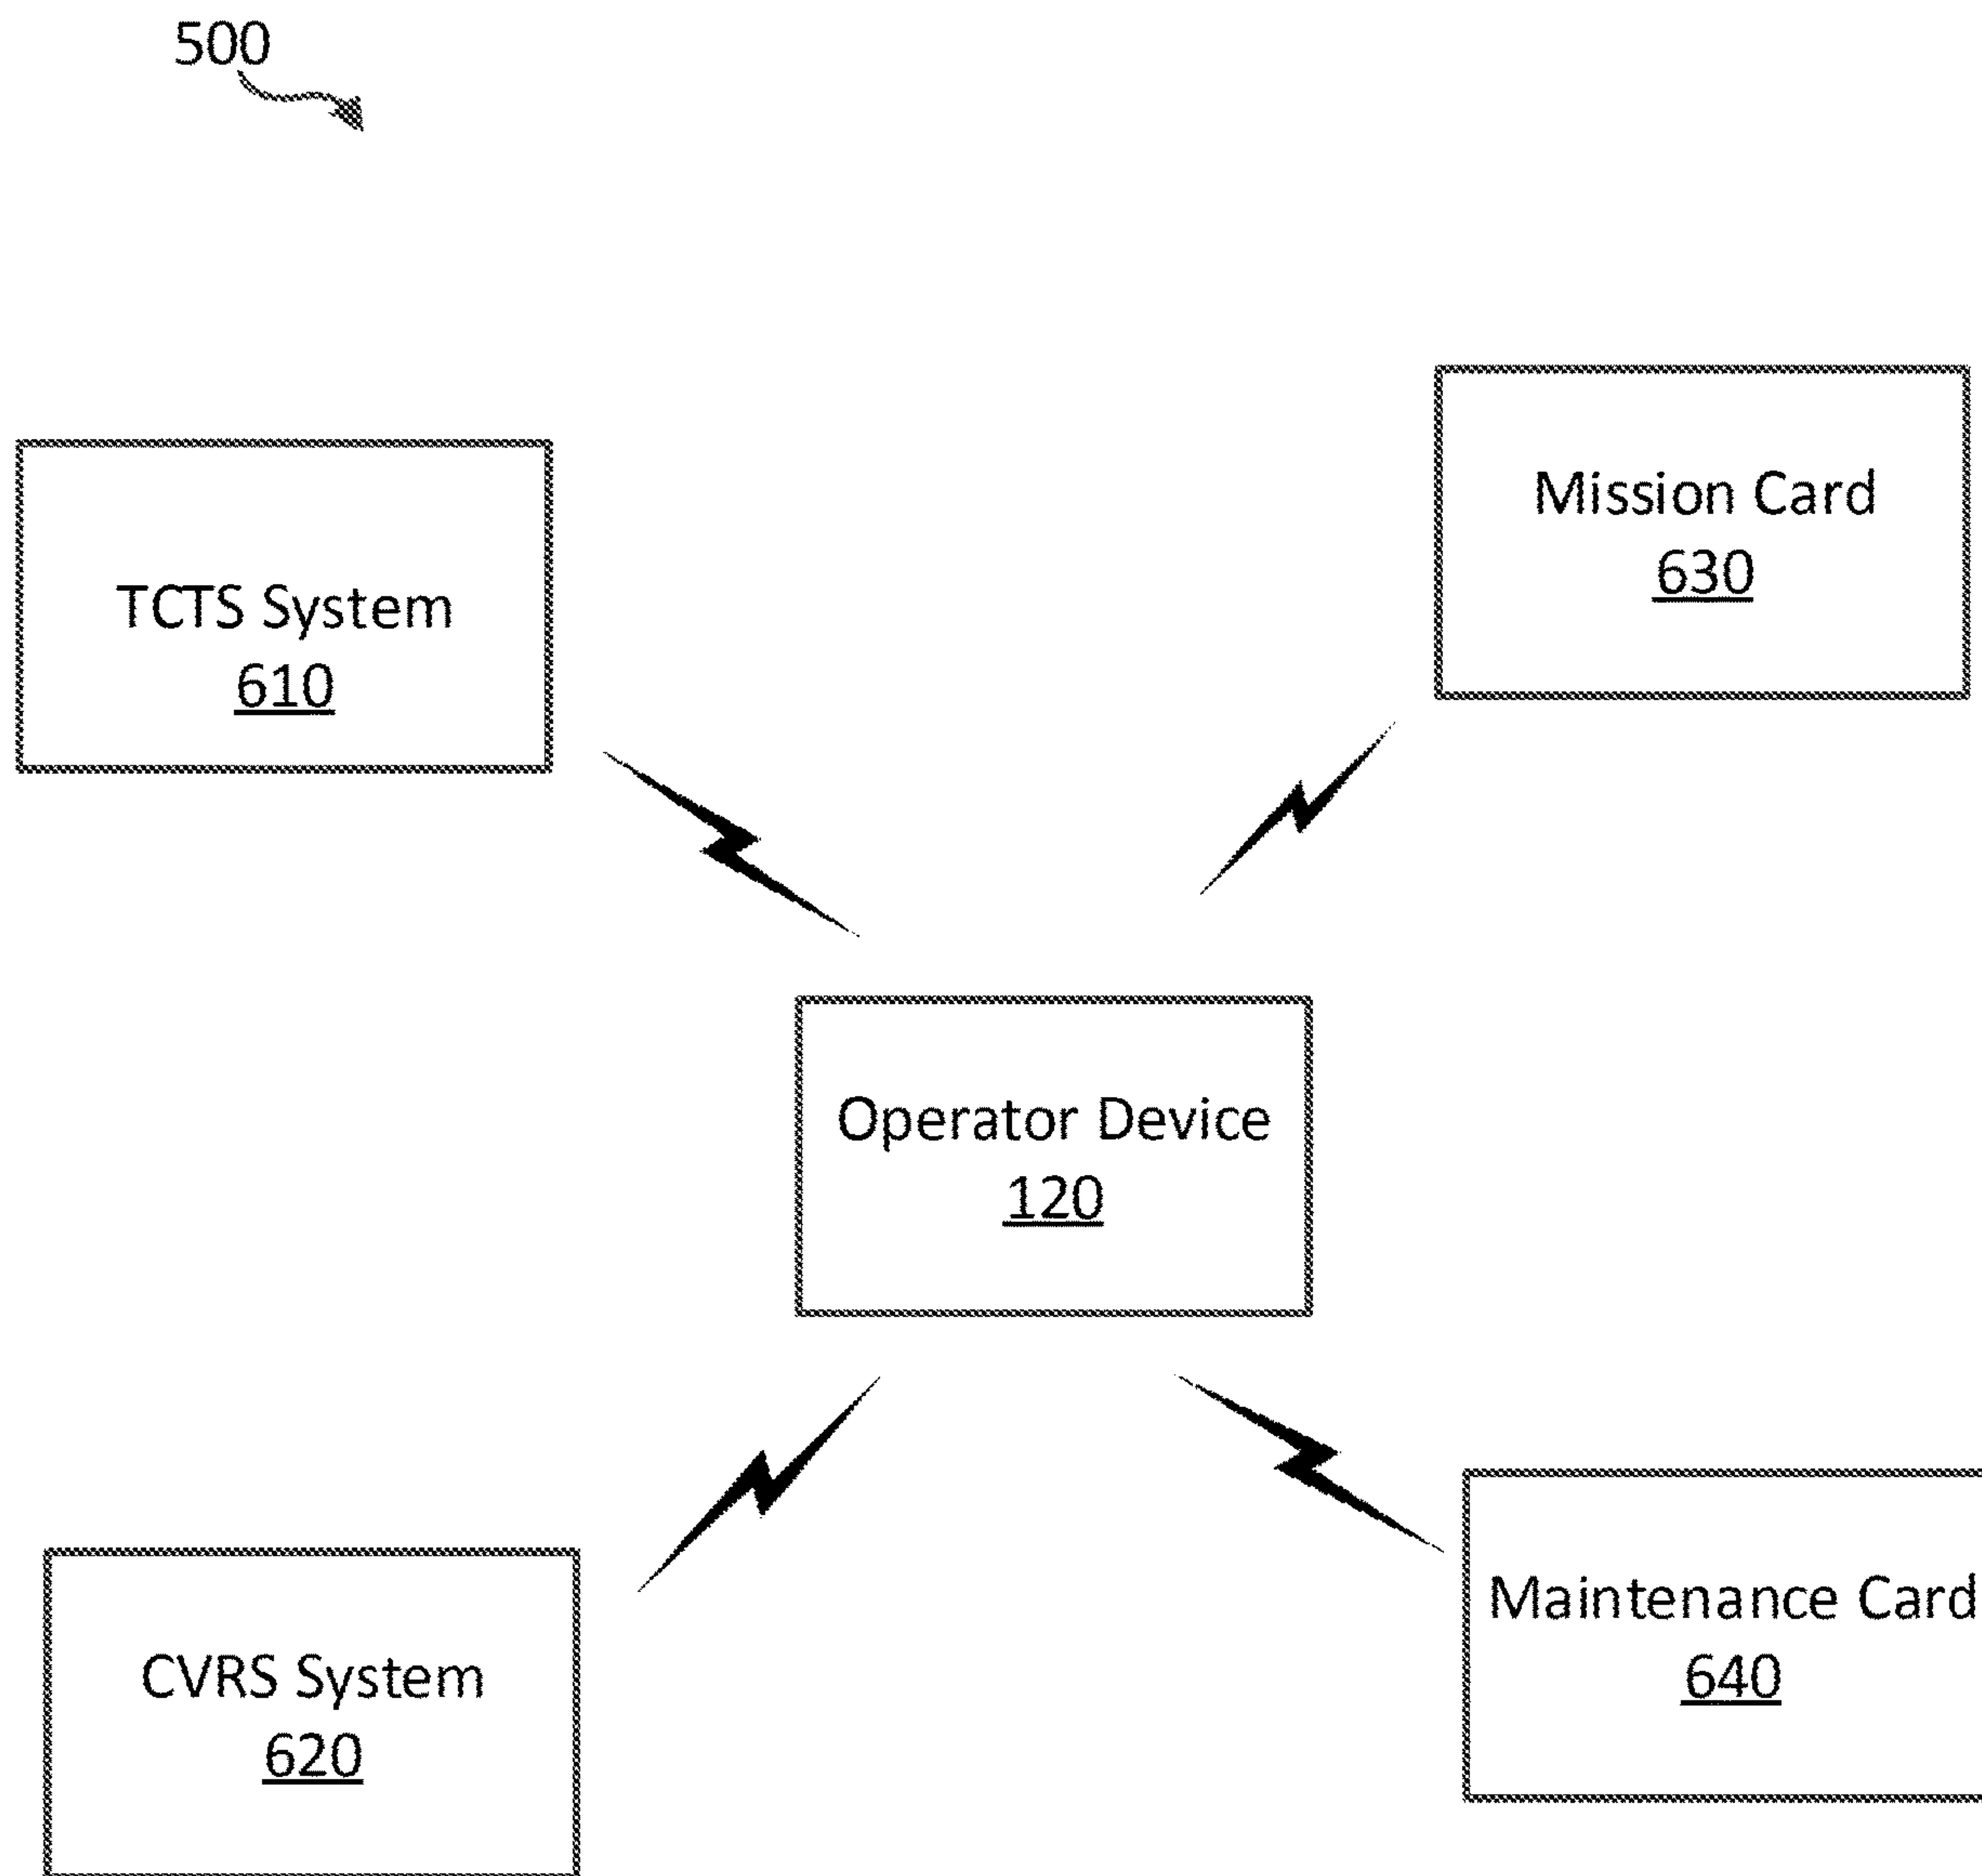 500
TCTS System
610
Mission Card
630
Operator Device
120
CVRS System
620
Maintenance Card
640